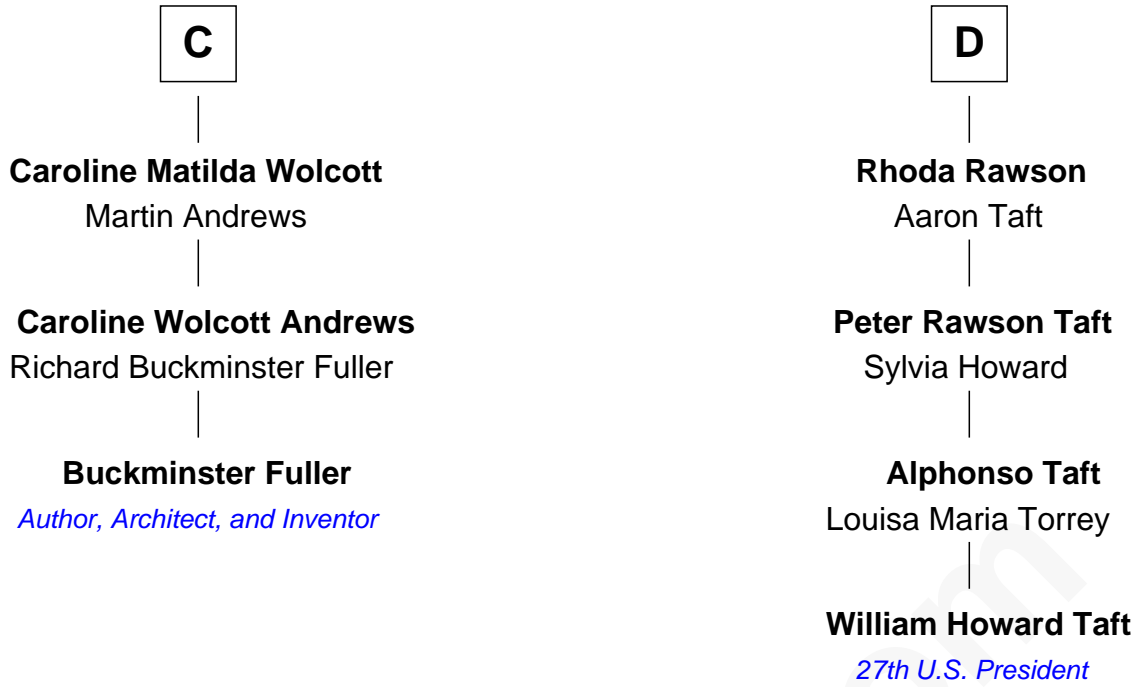 C
Caroline Matilda Wolcott
Martin Andrews
Caroline Wolcott Andrews
Richard Buckminster Fuller
Buckminster Fuller
Author, Architect, and Inventor
D
Rhoda Rawson
Aaron Taft
Peter Rawson Taft
Sylvia Howard
Alphonso Taft
Louisa Maria Torrey
William Howard Taft
27th U.S. President